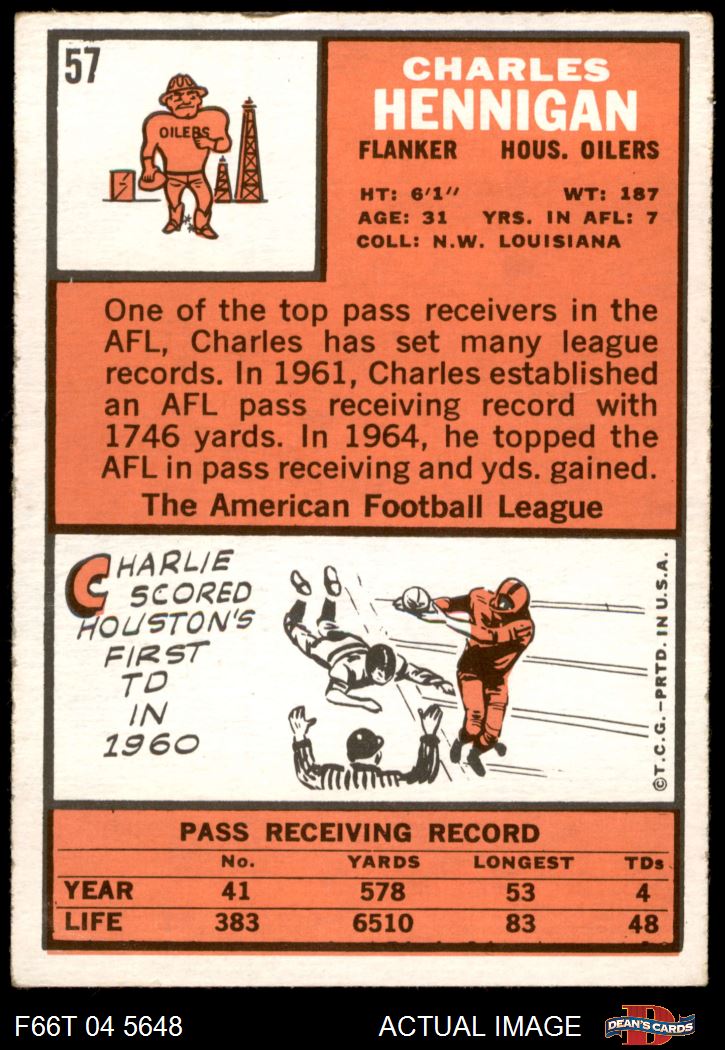 57
OILERS
CHARLES
HENNIGAN
FLANKER HOUS. OILERS
HT: 6'1" WT: 187
AGE: 31 YRS. IN AFL: 7
COLL: N.W. LOUISIANA
One of the top pass receivers in the
AFL, Charles has set many league
records. In 1961, Charles established
an AFL pass receiving record with
1746 yards. In 1964, he topped the
AFL in pass receiving and yds. gained.
The American Football League
CHARLIE
SCORED
HOUSTON'S
FIRST
TD
IN
1960
©T.C.G.–PRTD. IN U.S.A.
PASS RECEIVING RECORD
No. YARDS LONGEST TDs
YEAR 41 578 53 4
LIFE 383 6510 83 48
F66T 04 5648 ACTUAL IMAGE
D
DEAN'S CARDS